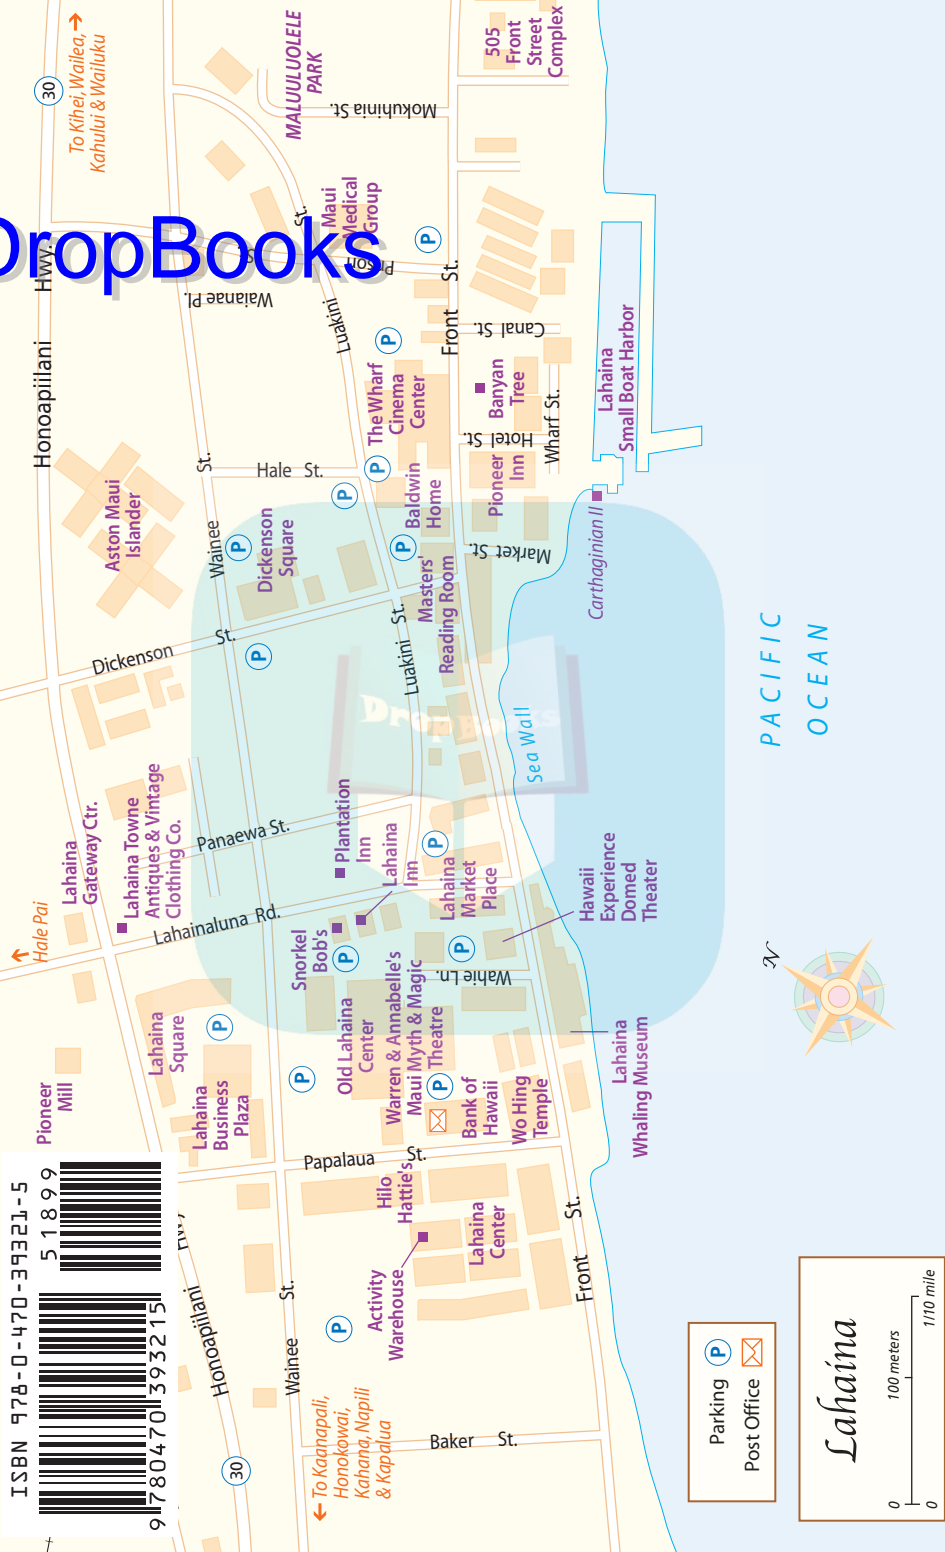 To Kihei, Wailea,
Kahului & Wailuku
30
505
Front
Street
Complex
MALUULUOLELE
PARK
Mokuhinia St.
Maui
Medical
Group
DropBooks
Prison
St.
St.
Honoapiilani
Hwy.
Waianae Pl.
Luakini
Front
St.
Canal St.
P
P
The Wharf
Cinema
Center
Banyan
Tree
Lahaina
Small Boat Harbor
Wharf St.
Hotel St.
Hale St.
Aston Maui
Islander
Wainee
St.
P
P
Dickenson
Square
P
P
Baldwin
Home
Pioneer
Inn
Market St.
Carthaginian II
Masters'
Reading Room
Dickenson
St.
P
Luakini
St.
DropBooks
Sea Wall
PACIFIC
OCEAN
Lahaina
Gateway Ctr.
Lahaina Towne
Antiques & Vintage
Clothing Co.
Panaewa St.
Plantation
Inn
Lahaina
Inn
P
Lahaina
Market
Place
Hawaii
Experience
Domed
Theater
Hale Pai
Lahainaluna Rd.
Snorkel
Bob's
P
P
Wahie Ln.
N
Lahaina
Square
P
Old Lahaina
Center
Warren & Annabelle's
Maui Myth & Magic
Theatre
Lahaina
Whaling Museum
Pioneer
Mill
Lahaina
Business
Plaza
P
P
Bank of
Hawaii
Wo Hing
Temple
Papalaua
St.
Hilo
Hattie's
Lahaina
Center
Activity
Warehouse
Front
St.
Honoapiilani
Hwy
Wainee
St.
P
30
To Kaanapali,
Honokowai,
Kahana, Napili
& Kapalua
Baker St.
ISBN 978-0-470-39321-5
51899
9 780470 393215
Parking P
Post Office
Lahaina
0 100 meters
0 1/10 mile